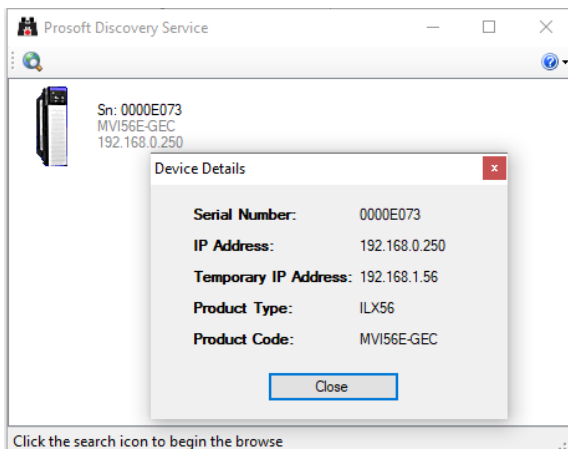 Prosoft Discovery Service
Sn: 0000E073
MVI56E-GEC
192.168.0.250
Device Details
x
Serial Number: 0000E073
IP Address: 192.168.0.250
Temporary IP Address: 192.168.1.56
Product Type: ILX56
Product Code: MVI56E-GEC
Close
Click the search icon to begin the browse